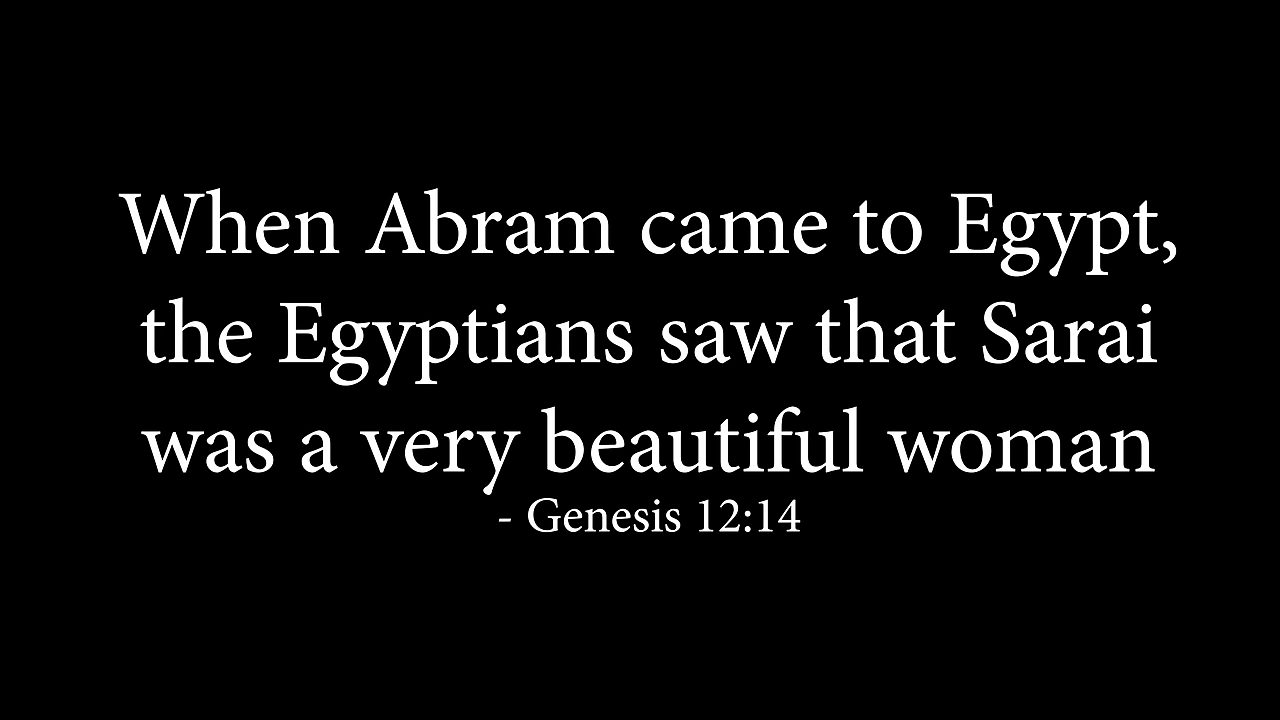 When Abram came to Egypt,
the Egyptians saw that Sarai
was a very beautiful woman
- Genesis 12:14